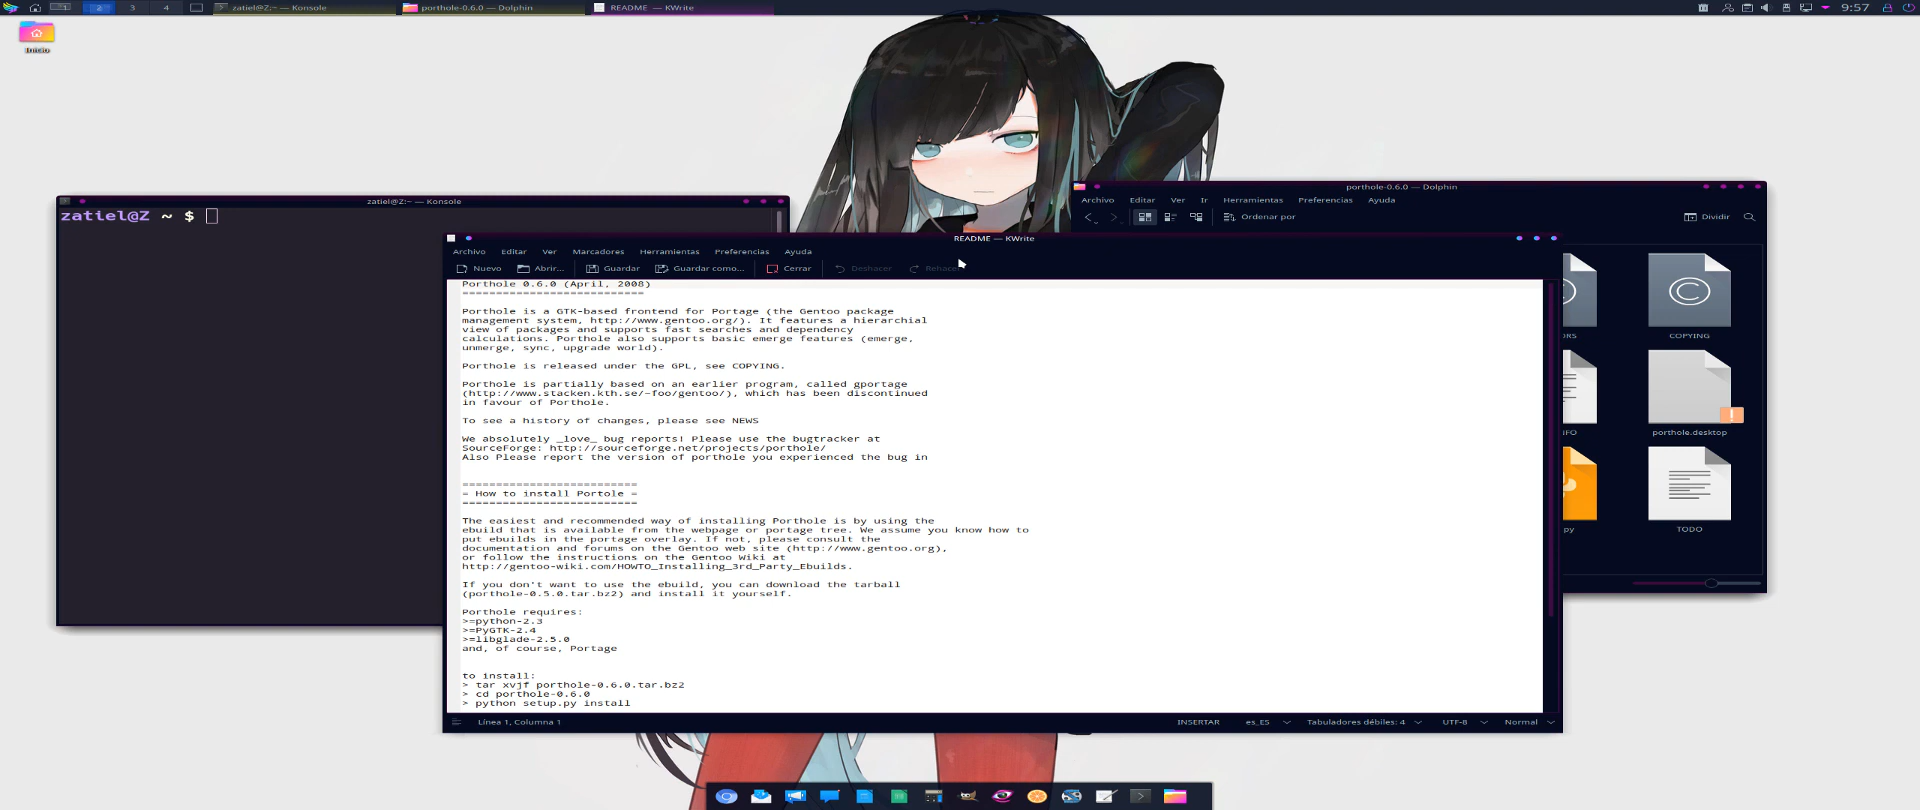 1
2
3
4
zatiel@Z:~ — Konsole
porthole-0.6.0 — Dolphin
README — KWrite
9:57
Inicio
zatiel@Z:~ — Konsole
zatiel@Z ~ $
porthole-0.6.0 — Dolphin
Archivo Editar Ver Ir Herramientas Preferencias Ayuda
Ordenar por
Dividir
COPYING
porthole.desktop
TODO
RS
FO
py
README — KWrite
Archivo Editar Ver Marcadores Herramientas Preferencias Ayuda
Nuevo Abrir... Guardar Guardar como... Cerrar Deshacer Rehacer
Porthole 0.6.0 (April, 2008)
===========================
Porthole is a GTK-based frontend for Portage (the Gentoo package
management system, http://www.gentoo.org/). It features a hierarchial
view of packages and supports fast searches and dependency
calculations. Porthole also supports basic emerge features (emerge,
unmerge, sync, upgrade world).
Porthole is released under the GPL, see COPYING.
Porthole is partially based on an earlier program, called gportage
(http://www.stacken.kth.se/~foo/gentoo/), which has been discontinued
in favour of Porthole.
To see a history of changes, please see NEWS
We absolutely _love_ bug reports! Please use the bugtracker at
SourceForge: http://sourceforge.net/projects/porthole/
Also Please report the version of porthole you experienced the bug in
==========================
= How to install Portole =
==========================
The easiest and recommended way of installing Porthole is by using the
ebuild that is available from the webpage or portage tree. We assume you know how to
put ebuilds in the portage overlay. If not, please consult the
documentation and forums on the Gentoo web site (http://www.gentoo.org),
or follow the instructions on the Gentoo Wiki at
http://gentoo-wiki.com/HOWTO_Installing_3rd_Party_Ebuilds.
If you don't want to use the ebuild, you can download the tarball
(porthole-0.5.0.tar.bz2) and install it yourself.
Porthole requires:
>=python-2.3
>=PyGTK-2.4
>=libglade-2.5.0
and, of course, Portage
to install:
> tar xvjf porthole-0.6.0.tar.bz2
> cd porthole-0.6.0
> python setup.py install
Línea 1, Columna 1
INSERTAR es_ES Tabuladores débiles: 4 UTF-8 Normal